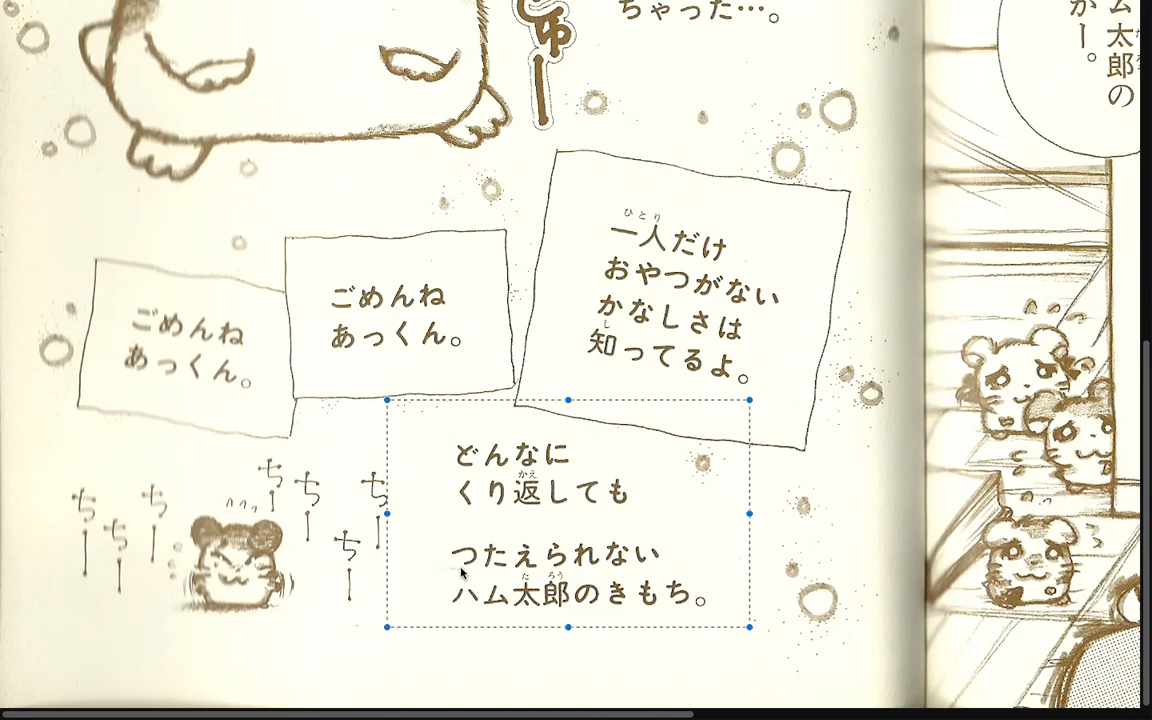 ちゃった…。
じゅー
一人だけ
おやつがない
かなしさは
知ってるよ。
ごめんね
あっくん。
ごめんね
あっくん。
どんなに
くり返しても
つたえられない
ハム太郎のきもち。
ちー
ちー
ちー
ちー
ちー
ちー
ちー
ム太郎の
かー。